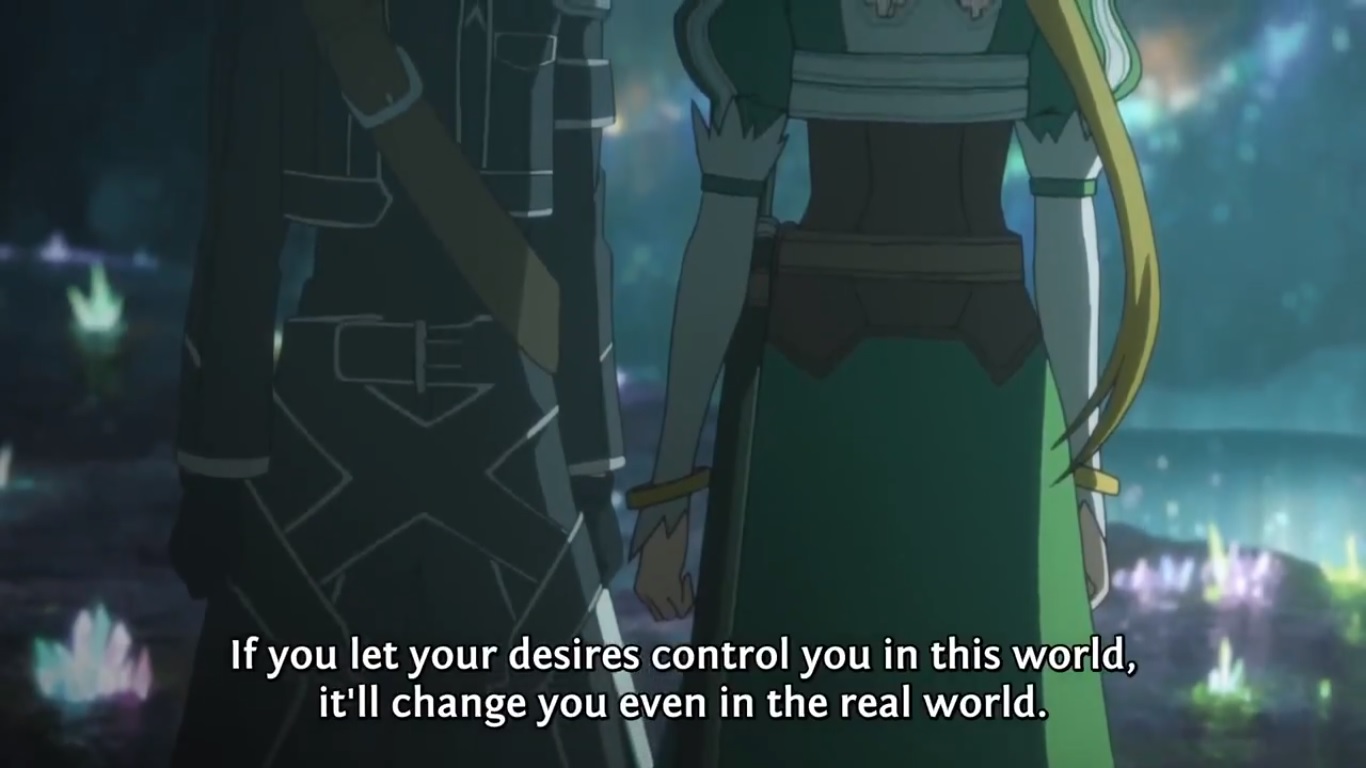 If you let your desires control you in this world,
it'll change you even in the real world.